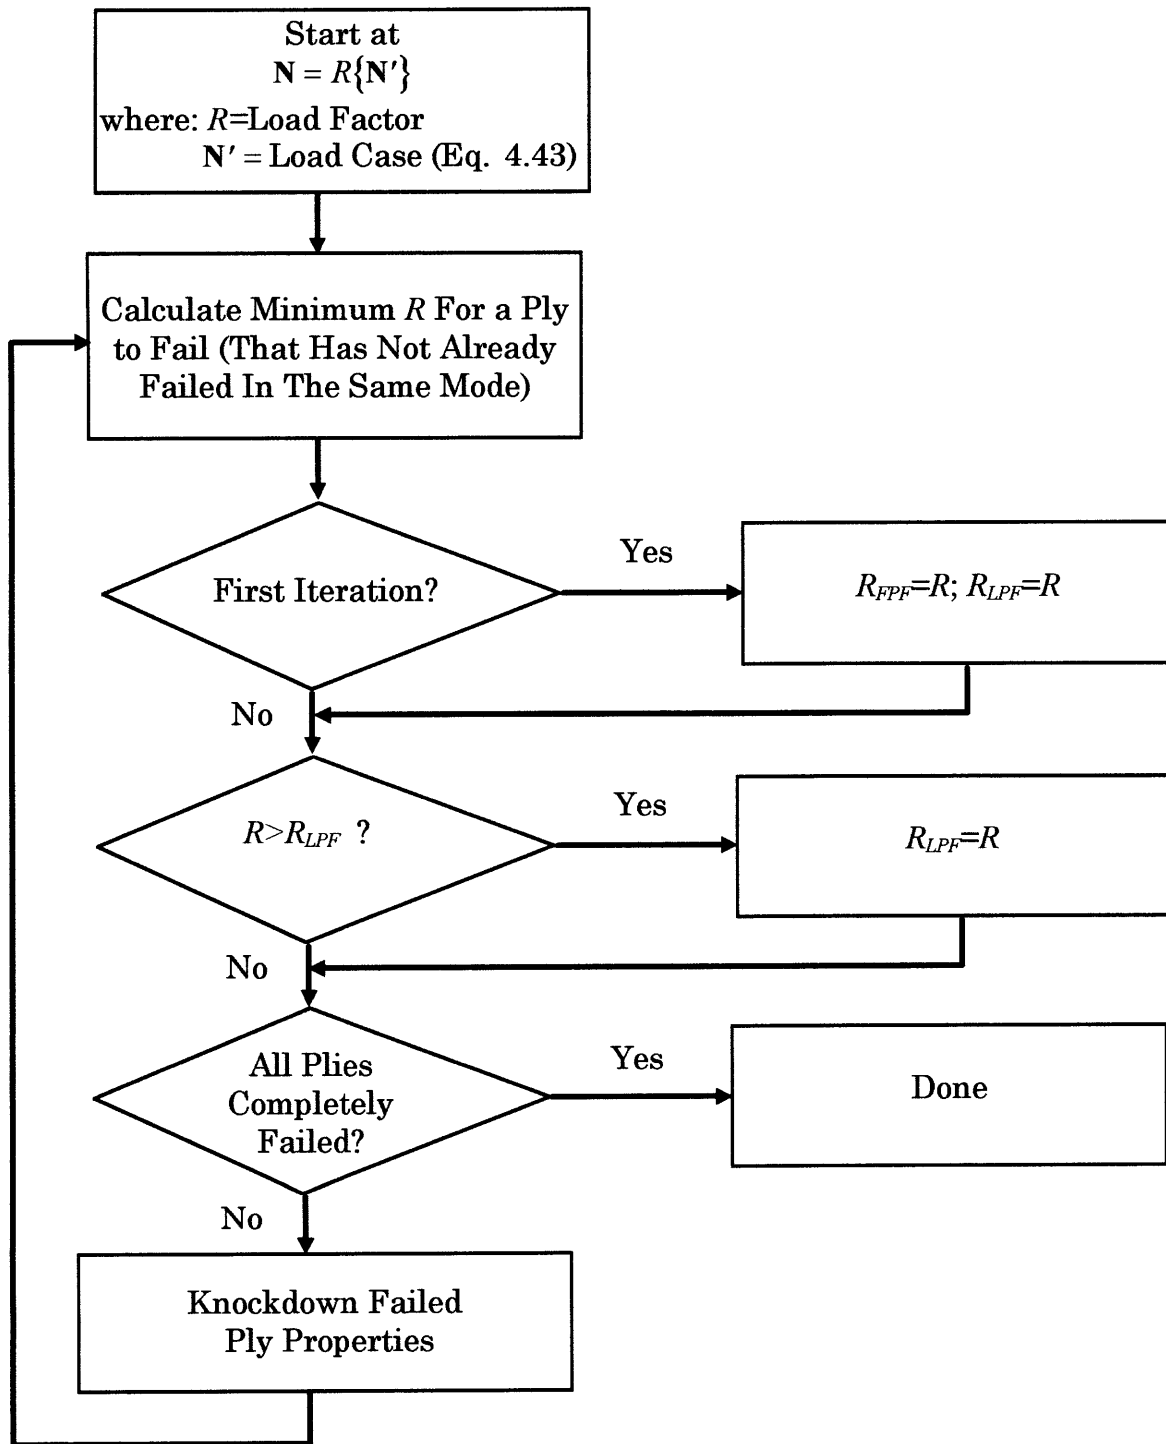 Start at
N = R{N′}
where: R=Load Factor
N′ = Load Case (Eq. 4.43)
Calculate Minimum R For a Ply
to Fail (That Has Not Already
Failed In The Same Mode)
First Iteration?
Yes
R_FPF=R; R_LPF=R
No
R>R_LPF ?
Yes
R_LPF=R
No
All Plies
Completely
Failed?
Yes
Done
No
Knockdown Failed
Ply Properties